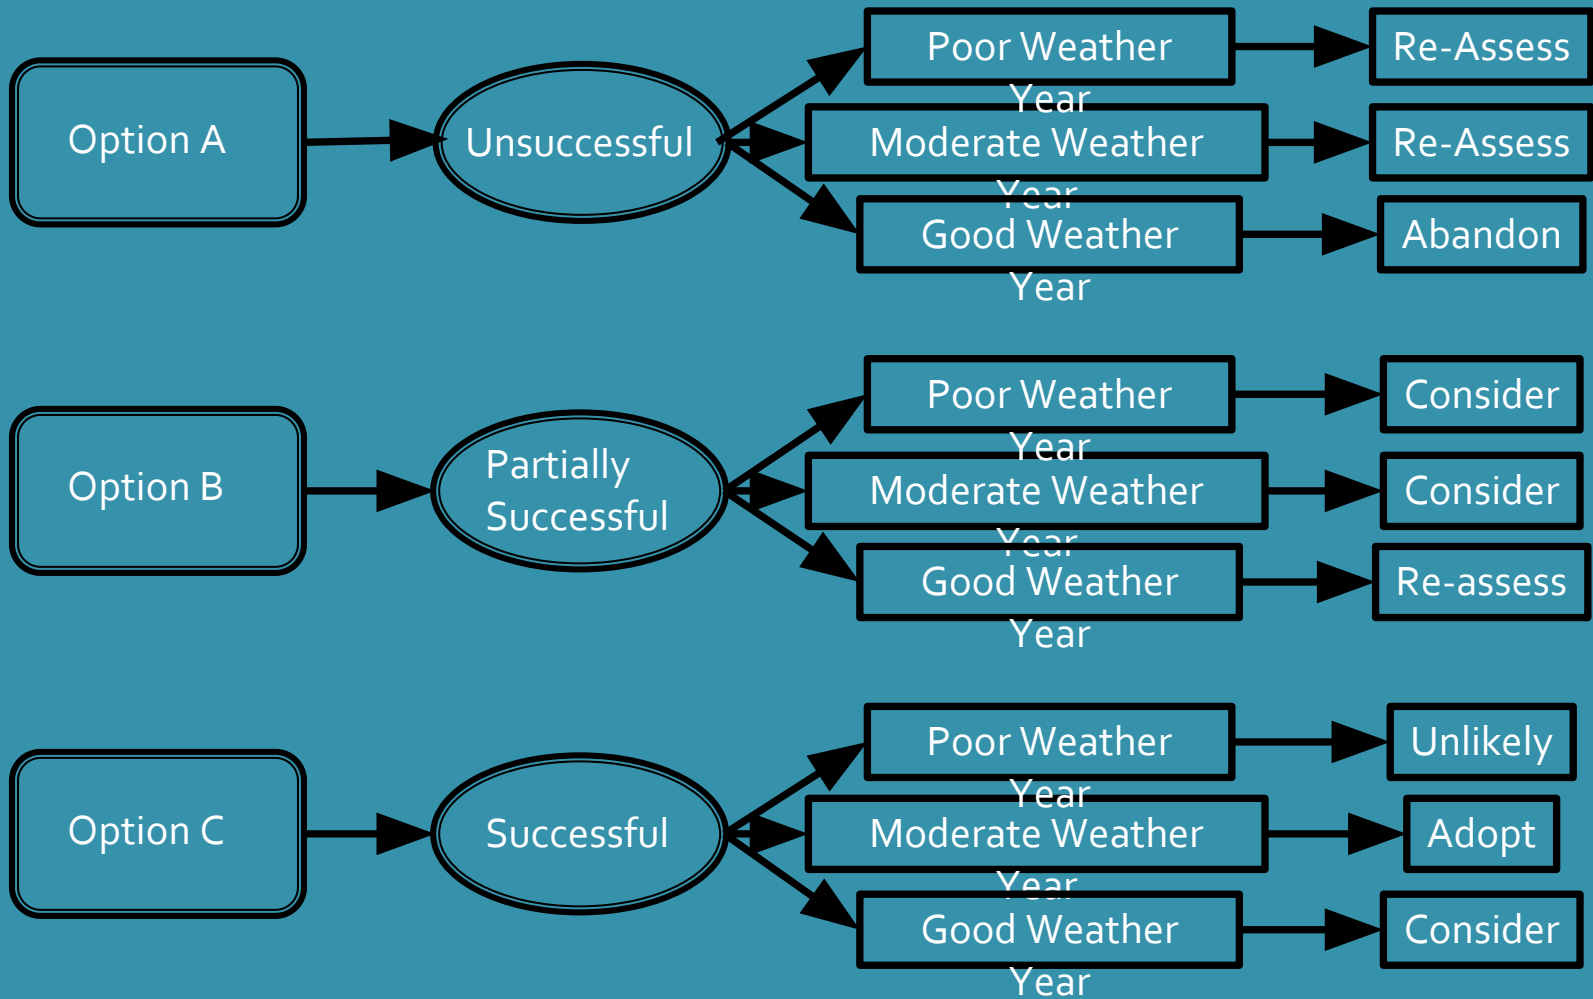 Option A
Unsuccessful
Poor Weather
Year
Re-Assess
Moderate Weather
Year
Re-Assess
Good Weather
Year
Abandon
Option B
Partially
Successful
Poor Weather
Year
Consider
Moderate Weather
Year
Consider
Good Weather
Year
Re-assess
Option C
Successful
Poor Weather
Year
Unlikely
Moderate Weather
Year
Adopt
Good Weather
Year
Consider